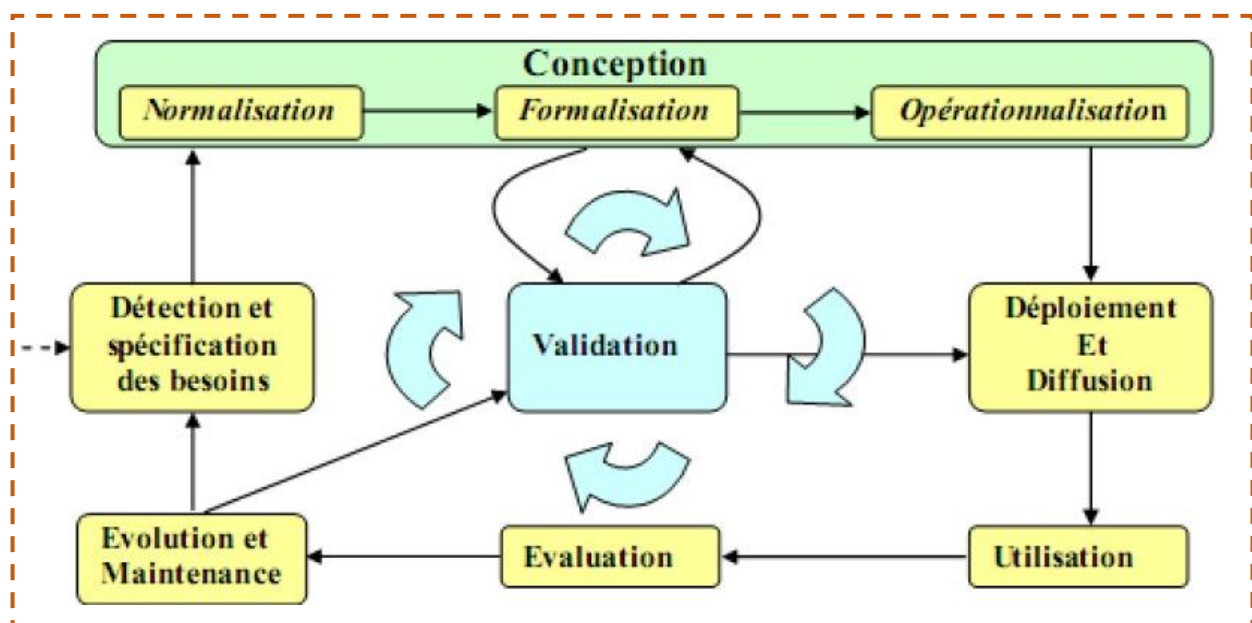 Conception
Normalisation
Formalisation
Opérationnalisation
Détection et
spécification
des besoins
Validation
Déploiement
Et
Diffusion
Evolution et
Maintenance
Evaluation
Utilisation